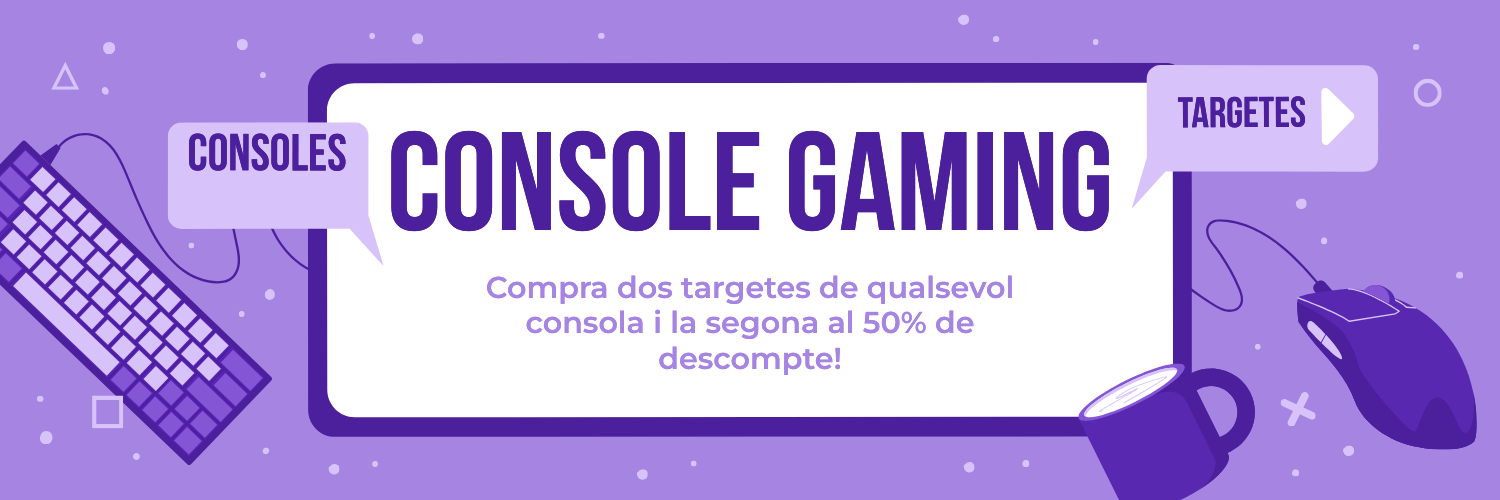 CONSOLES
CONSOLE GAMING
TARGETES
Compra dos targetes de qualsevol
consola i la segona al 50% de
descompte!